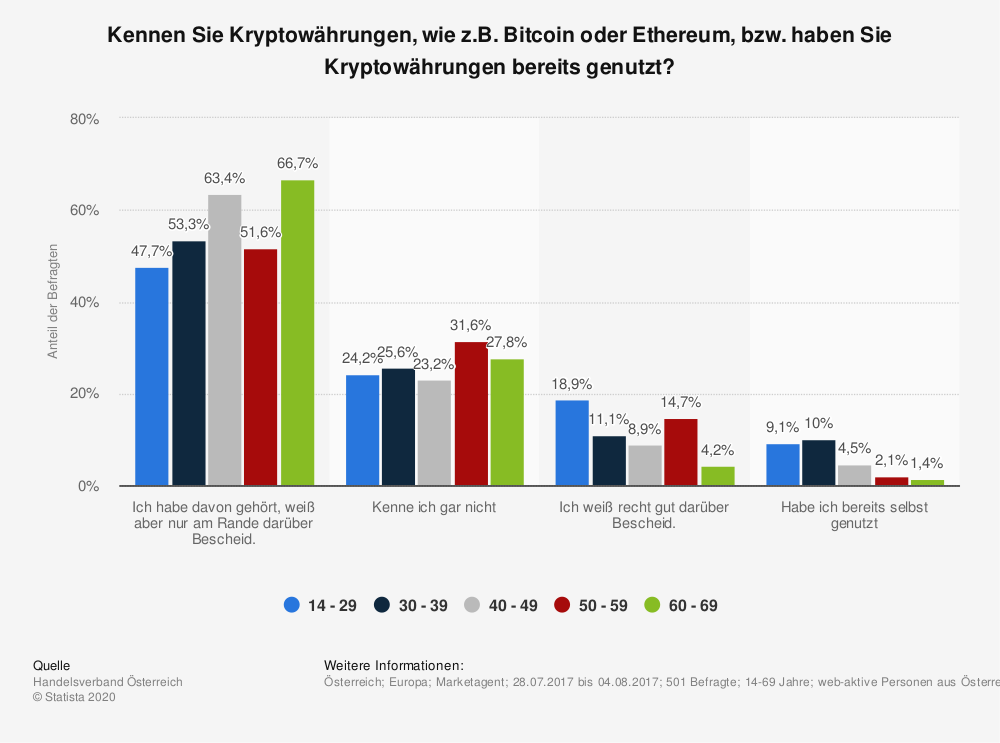 Kennen Sie Kryptowährungen, wie z.B. Bitcoin oder Ethereum, bzw. haben Sie
Kryptowährungen bereits genutzt?
Anteil der Befragten
80%
60%
40%
20%
0%
47,7%
53,3%
63,4%
51,6%
66,7%
24,2%
25,6%
23,2%
31,6%
27,8%
18,9%
11,1%
8,9%
14,7%
4,2%
9,1%
10%
4,5%
2,1%
1,4%
Ich habe davon gehört, weiß
aber nur am Rande darüber
Bescheid.
Kenne ich gar nicht
Ich weiß recht gut darüber
Bescheid.
Habe ich bereits selbst
genutzt
14 - 29 30 - 39 40 - 49 50 - 59 60 - 69
Quelle
Handelsverband Österreich
© Statista 2020
Weitere Informationen:
Österreich; Europa; Marketagent; 28.07.2017 bis 04.08.2017; 501 Befragte; 14-69 Jahre; web-aktive Personen aus Österre